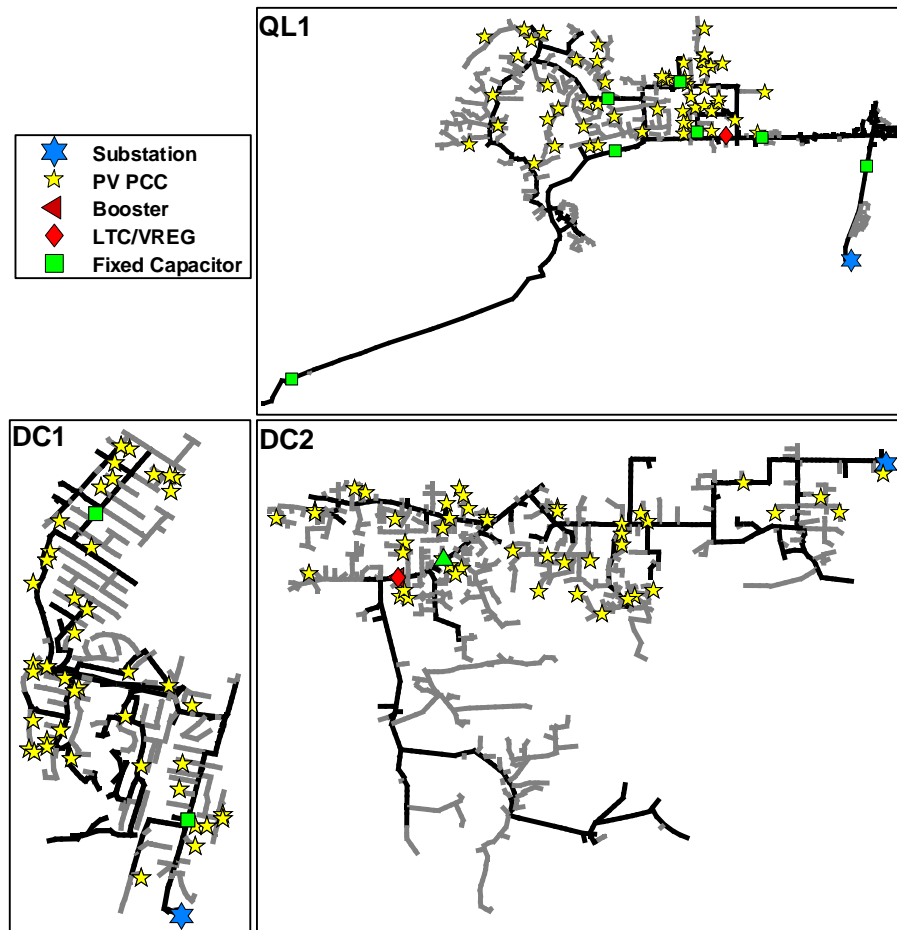 QL1
Substation
PV PCC
Booster
LTC/VREG
Fixed Capacitor
DC1
DC2